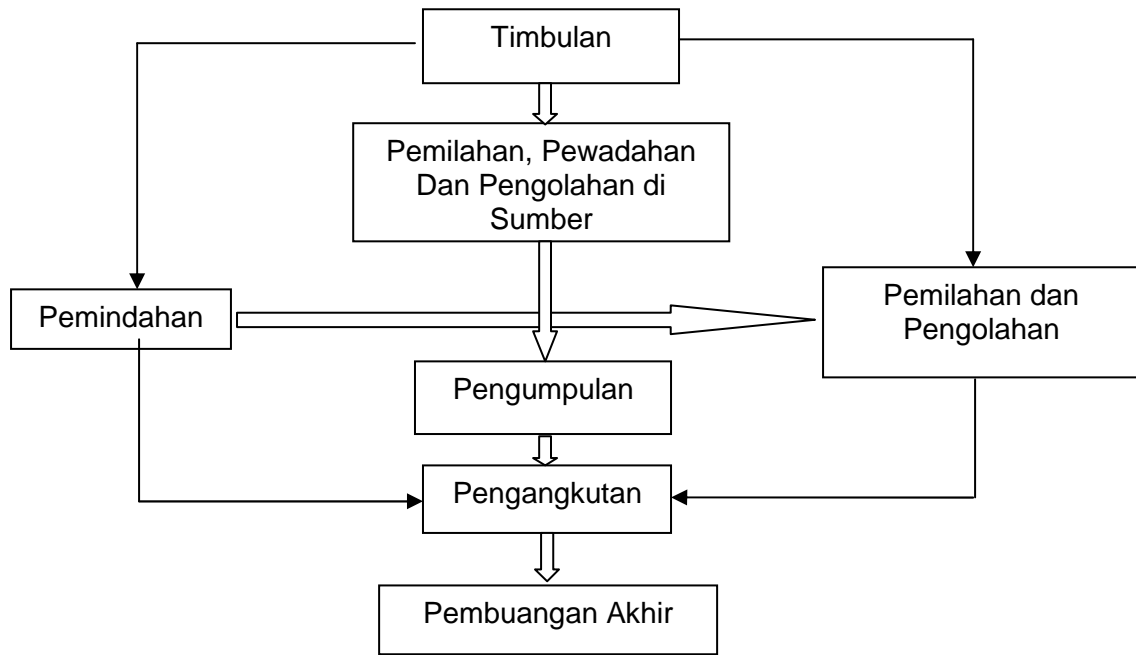 Timbulan
Pemilahan, Pewadahan
Dan Pengolahan di
Sumber
Pemindahan
Pemilahan dan
Pengolahan
Pengumpulan
Pengangkutan
Pembuangan Akhir